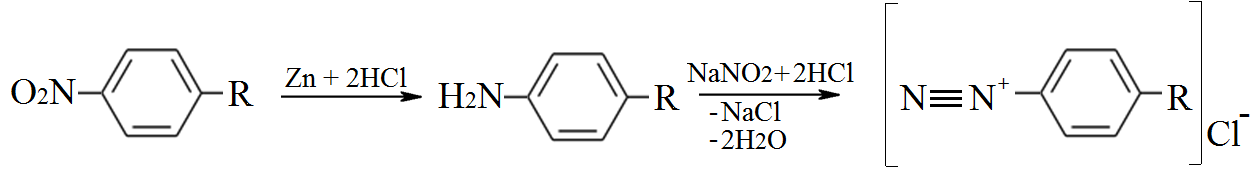 O2N R
Zn + 2HCl
H2N R
NaNO2+2HCl
-NaCl
-2H2O
N≡N+ R
Cl-